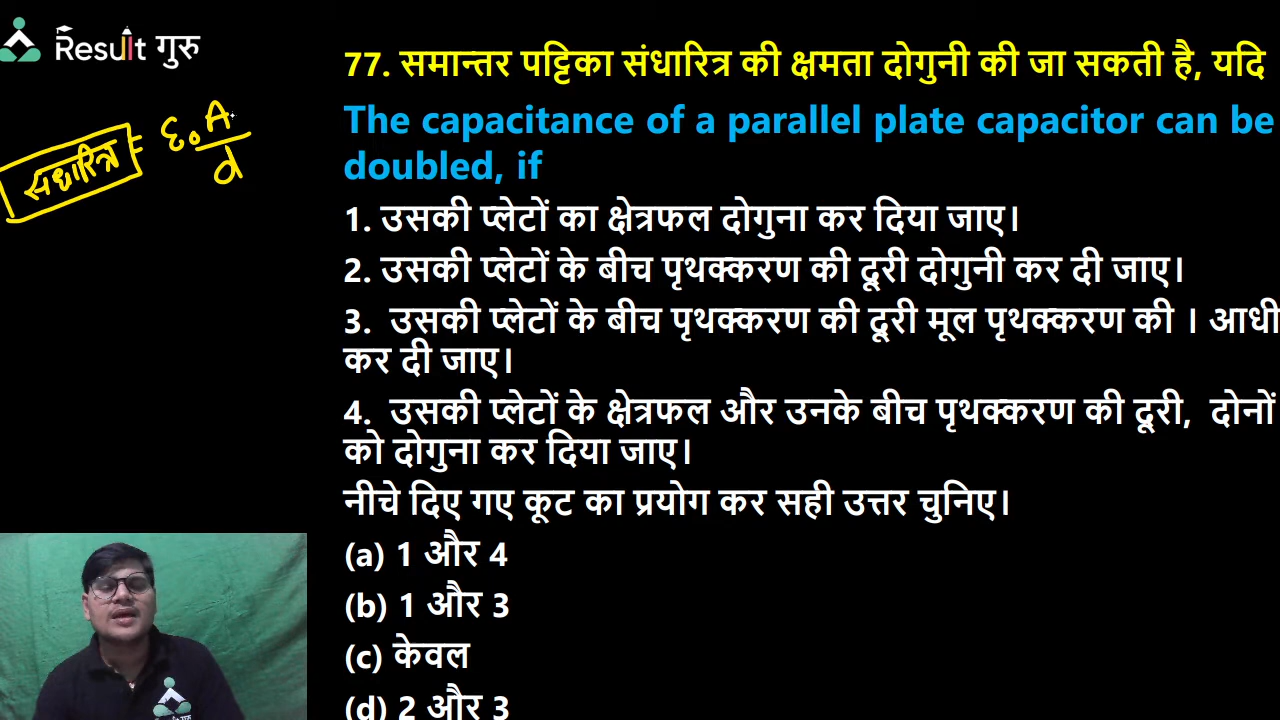 Result गुरु
संधारित्र = ε₀ A
d
77. समान्तर पट्टिका संधारित्र की क्षमता दोगुनी की जा सकती है, यदि
The capacitance of a parallel plate capacitor can be
doubled, if
1. उसकी प्लेटों का क्षेत्रफल दोगुना कर दिया जाए।
2. उसकी प्लेटों के बीच पृथक्करण की दूरी दोगुनी कर दी जाए।
3. उसकी प्लेटों के बीच पृथक्करण की दूरी मूल पृथक्करण की । आधी
कर दी जाए।
4. उसकी प्लेटों के क्षेत्रफल और उनके बीच पृथक्करण की दूरी, दोनों
को दोगुना कर दिया जाए।
नीचे दिए गए कूट का प्रयोग कर सही उत्तर चुनिए।
(a) 1 और 4
(b) 1 और 3
(c) केवल
(d) 2 और 3